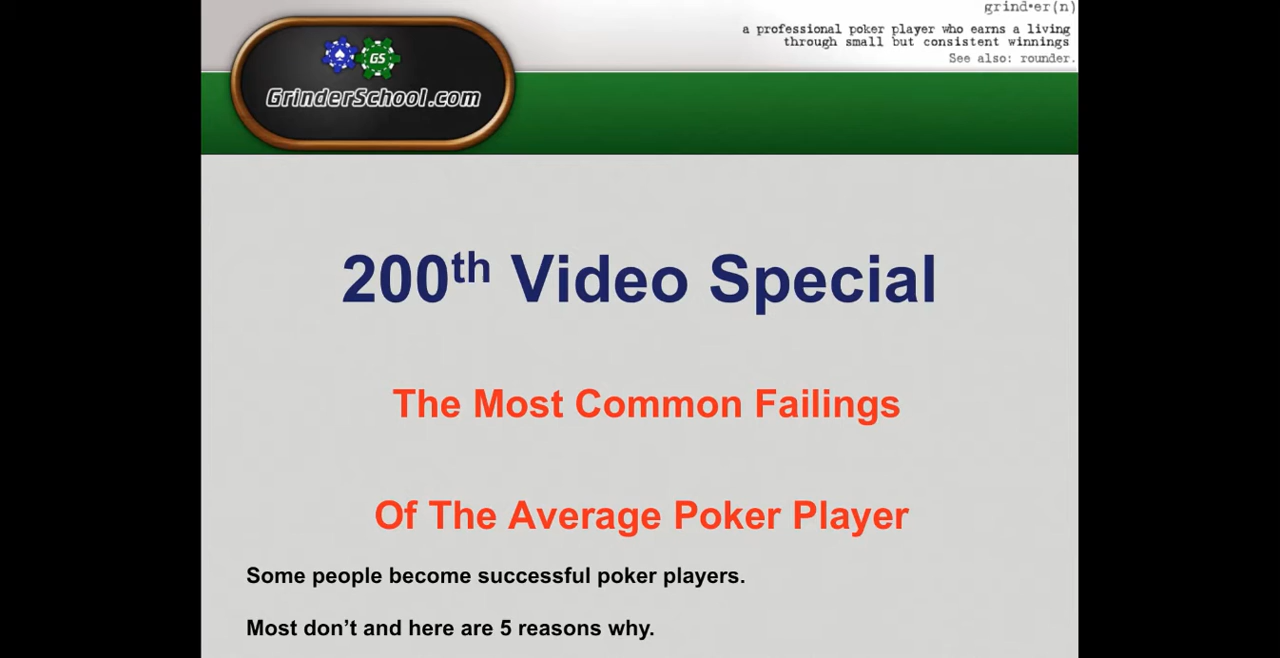 grind•er(n)
a professional poker player who earns a living
through small but consistent winnings
See also: rounder.
GS
GrinderSchool.com
200th Video Special
The Most Common Failings
Of The Average Poker Player
Some people become successful poker players.
Most don't and here are 5 reasons why.